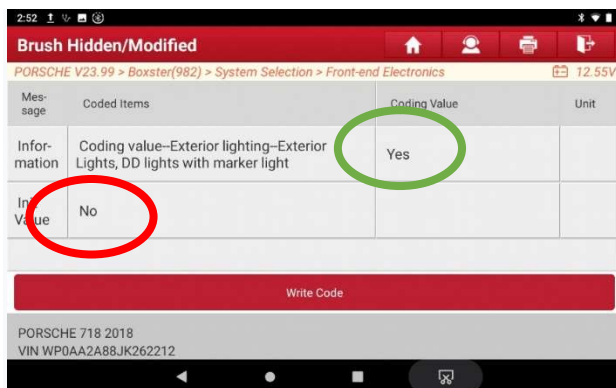 2:52
Brush Hidden/Modified
PORSCHE V23.99 > Boxster(982) > System Selection > Front-end Electronics 12.55V
Mes-
sage
Coded Items
Coding Value
Unit
Infor-
mation
Coding value--Exterior lighting--Exterior
Lights, DD lights with marker light
Yes
Value
No
Write Code
PORSCHE 718 2018
VIN WP0AA2A88JK262212